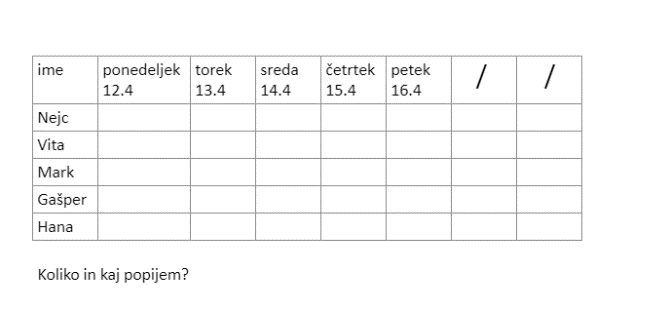 ime ponedeljek torek sreda četrtek petek / /
12.4 13.4 14.4 15.4 16.4
Nejc
Vita
Mark
Gašper
Hana
Koliko in kaj popijem?